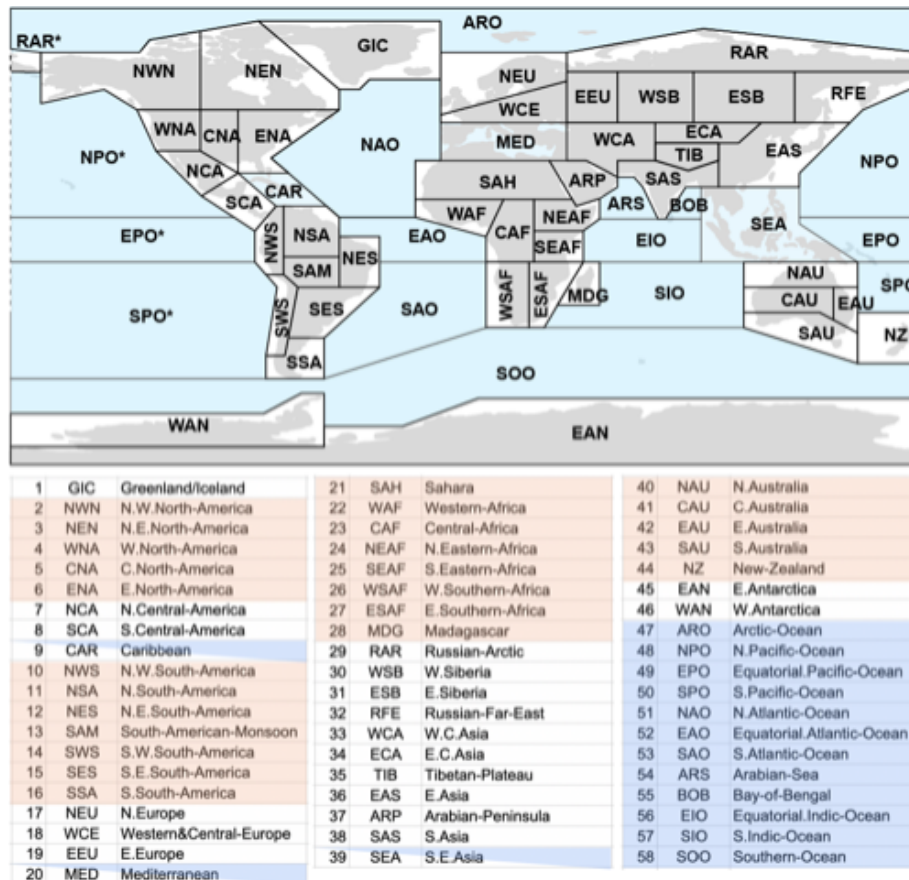 ARO
RAR*
GIC
RAR
NWN
NEN
NEU
WCE
EEU
WSB
ESB
RFE
WNA
CNA
ENA
NAO
MED
WCA
ECA
TIB
EAS
NPO*
NPO
NCA
SCA
CAR
SAH
ARP
SAS
ARS
BOB
WAF
CAF
NEAF
SEAF
SEA
EPO*
NWS
NSA
EAO
EIO
EPO
SAM
NES
NAU
SPO*
SWS
SES
SAO
WSAF
ESAF
MDG
SIO
CAU
EAU
SPO
SAU
NZ
SSA
SOO
WAN
EAN
1 GIC Greenland/Iceland
2 NWN N.W.North-America
3 NEN N.E.North-America
4 WNA W.North-America
5 CNA C.North-America
6 ENA E.North-America
7 NCA N.Central-America
8 SCA S.Central-America
9 CAR Caribbean
10 NWS N.W.South-America
11 NSA N.South-America
12 NES N.E.South-America
13 SAM South-American-Monsoon
14 SWS S.W.South-America
15 SES S.E.South-America
16 SSA S.South-America
17 NEU N.Europe
18 WCE Western&Central-Europe
19 EEU E.Europe
20 MED Mediterranean
21 SAH Sahara
22 WAF Western-Africa
23 CAF Central-Africa
24 NEAF N.Eastern-Africa
25 SEAF S.Eastern-Africa
26 WSAF W.Southern-Africa
27 ESAF E.Southern-Africa
28 MDG Madagascar
29 RAR Russian-Arctic
30 WSB W.Siberia
31 ESB E.Siberia
32 RFE Russian-Far-East
33 WCA W.C.Asia
34 ECA E.C.Asia
35 TIB Tibetan-Plateau
36 EAS E.Asia
37 ARP Arabian-Peninsula
38 SAS S.Asia
39 SEA S.E.Asia
40 NAU N.Australia
41 CAU C.Australia
42 EAU E.Australia
43 SAU S.Australia
44 NZ New-Zealand
45 EAN E.Antarctica
46 WAN W.Antarctica
47 ARO Arctic-Ocean
48 NPO N.Pacific-Ocean
49 EPO Equatorial.Pacific-Ocean
50 SPO S.Pacific-Ocean
51 NAO N.Atlantic-Ocean
52 EAO Equatorial.Atlantic-Ocean
53 SAO S.Atlantic-Ocean
54 ARS Arabian-Sea
55 BOB Bay-of-Bengal
56 EIO Equatorial.Indic-Ocean
57 SIO S.Indic-Ocean
58 SOO Southern-Ocean